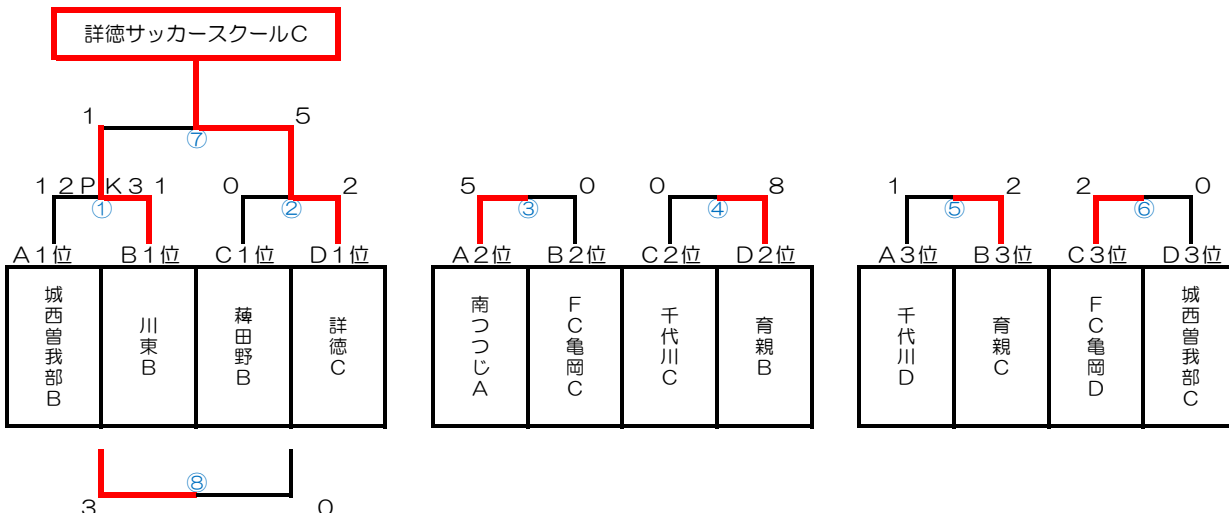 詳徳サッカースクールC
1 5
⑦
1 2PK3 1 0 2 5 0 0 8 1 2 2 0
① ② ③ ④ ⑤ ⑥
A1位 B1位 C1位 D1位 A2位 B2位 C2位 D2位 A3位 B3位 C3位 D3位
城西曽我部B
川東B
薭田野B
詳徳C
南つつじA
FC亀岡C
千代川C
育親B
千代川D
育親C
FC亀岡D
城西曽我部C
⑧
3 0